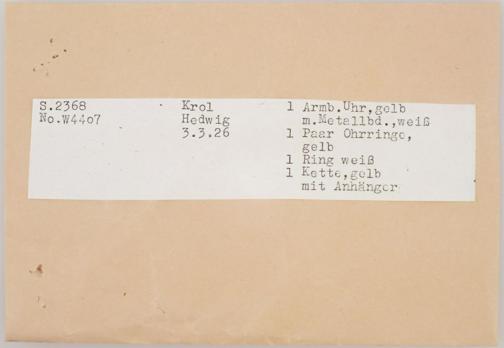 S.2368 Krol 1 Armb.Uhr,gelb
No.W44o7 Hedwig m.Metallbd.,weiß
3.3.26 1 Paar Ohrringe,
gelb
1 Ring weiß
1 Kette,gelb
mit Anhänger